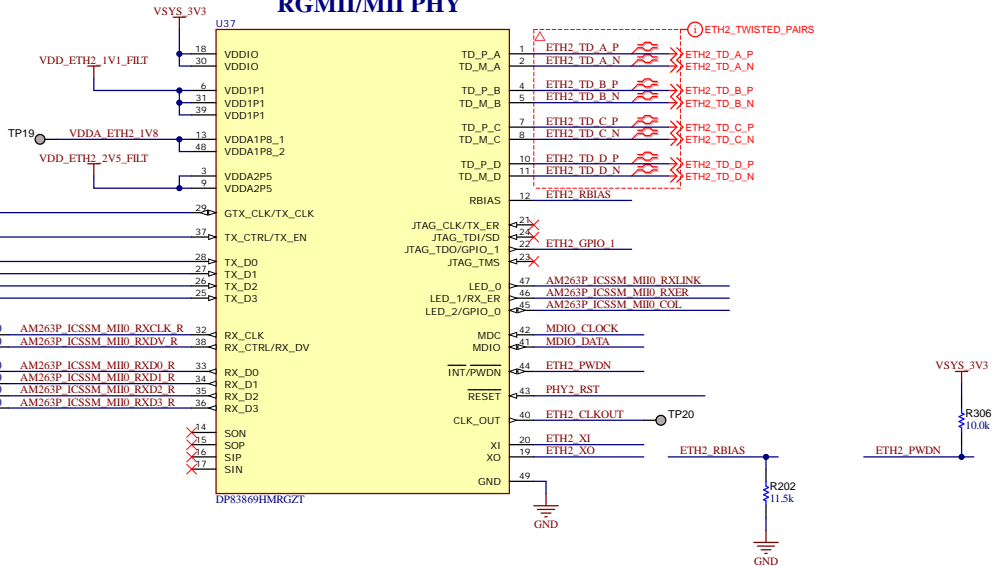 RGMII/MII PHY
VSYS_3V3
U37
ETH2_TWISTED_PAIRS
18 VDDIO
30 VDDIO
VDD_ETH2_1V1_FILT
6 VDD1P1
31 VDD1P1
39 VDD1P1
TP19 VDDA_ETH2_1V8
13 VDDA1P8_1
48 VDDA1P8_2
VDD_ETH2_2V5_FILT
3 VDDA2P5
9 VDDA2P5
29 GTX_CLK/TX_CLK
37 TX_CTRL/TX_EN
28 TX_D0
27 TX_D1
26 TX_D2
25 TX_D3
AM263P_ICSSM_MII0_RXCLK_R 32 RX_CLK
AM263P_ICSSM_MII0_RXDV_R 38 RX_CTRL/RX_DV
AM263P_ICSSM_MII0_RXD0_R 33 RX_D0
AM263P_ICSSM_MII0_RXD1_R 34 RX_D1
AM263P_ICSSM_MII0_RXD2_R 35 RX_D2
AM263P_ICSSM_MII0_RXD3_R 36 RX_D3
14 SON
15 SOP
16 SIP
17 SIN
DP83869HMRGZT
TD_P_A 1 ETH2_TD_A_P ETH2_TD_A_P
TD_M_A 2 ETH2_TD_A_N ETH2_TD_A_N
TD_P_B 4 ETH2_TD_B_P ETH2_TD_B_P
TD_M_B 5 ETH2_TD_B_N ETH2_TD_B_N
TD_P_C 7 ETH2_TD_C_P ETH2_TD_C_P
TD_M_C 8 ETH2_TD_C_N ETH2_TD_C_N
TD_P_D 10 ETH2_TD_D_P ETH2_TD_D_P
TD_M_D 11 ETH2_TD_D_N ETH2_TD_D_N
RBIAS 12 ETH2_RBIAS
JTAG_CLK/TX_ER 21
JTAG_TDI/SD 24
JTAG_TDO/GPIO_1 22 ETH2_GPIO_1
JTAG_TMS 23
LED_0 47 AM263P_ICSSM_MII0_RXLINK
LED_1/RX_ER 46 AM263P_ICSSM_MII0_RXER
LED_2/GPIO_0 45 AM263P_ICSSM_MII0_COL
MDC 42 MDIO_CLOCK
MDIO 41 MDIO_DATA
INT/PWDN 44 ETH2_PWDN
RESET 43 PHY2_RST
CLK_OUT 40 ETH2_CLKOUT TP20
XI 20 ETH2_XI
XO 19 ETH2_XO
GND 49
GND
ETH2_RBIAS
R202
11.5k
GND
VSYS_3V3
R306
10.0k
ETH2_PWDN